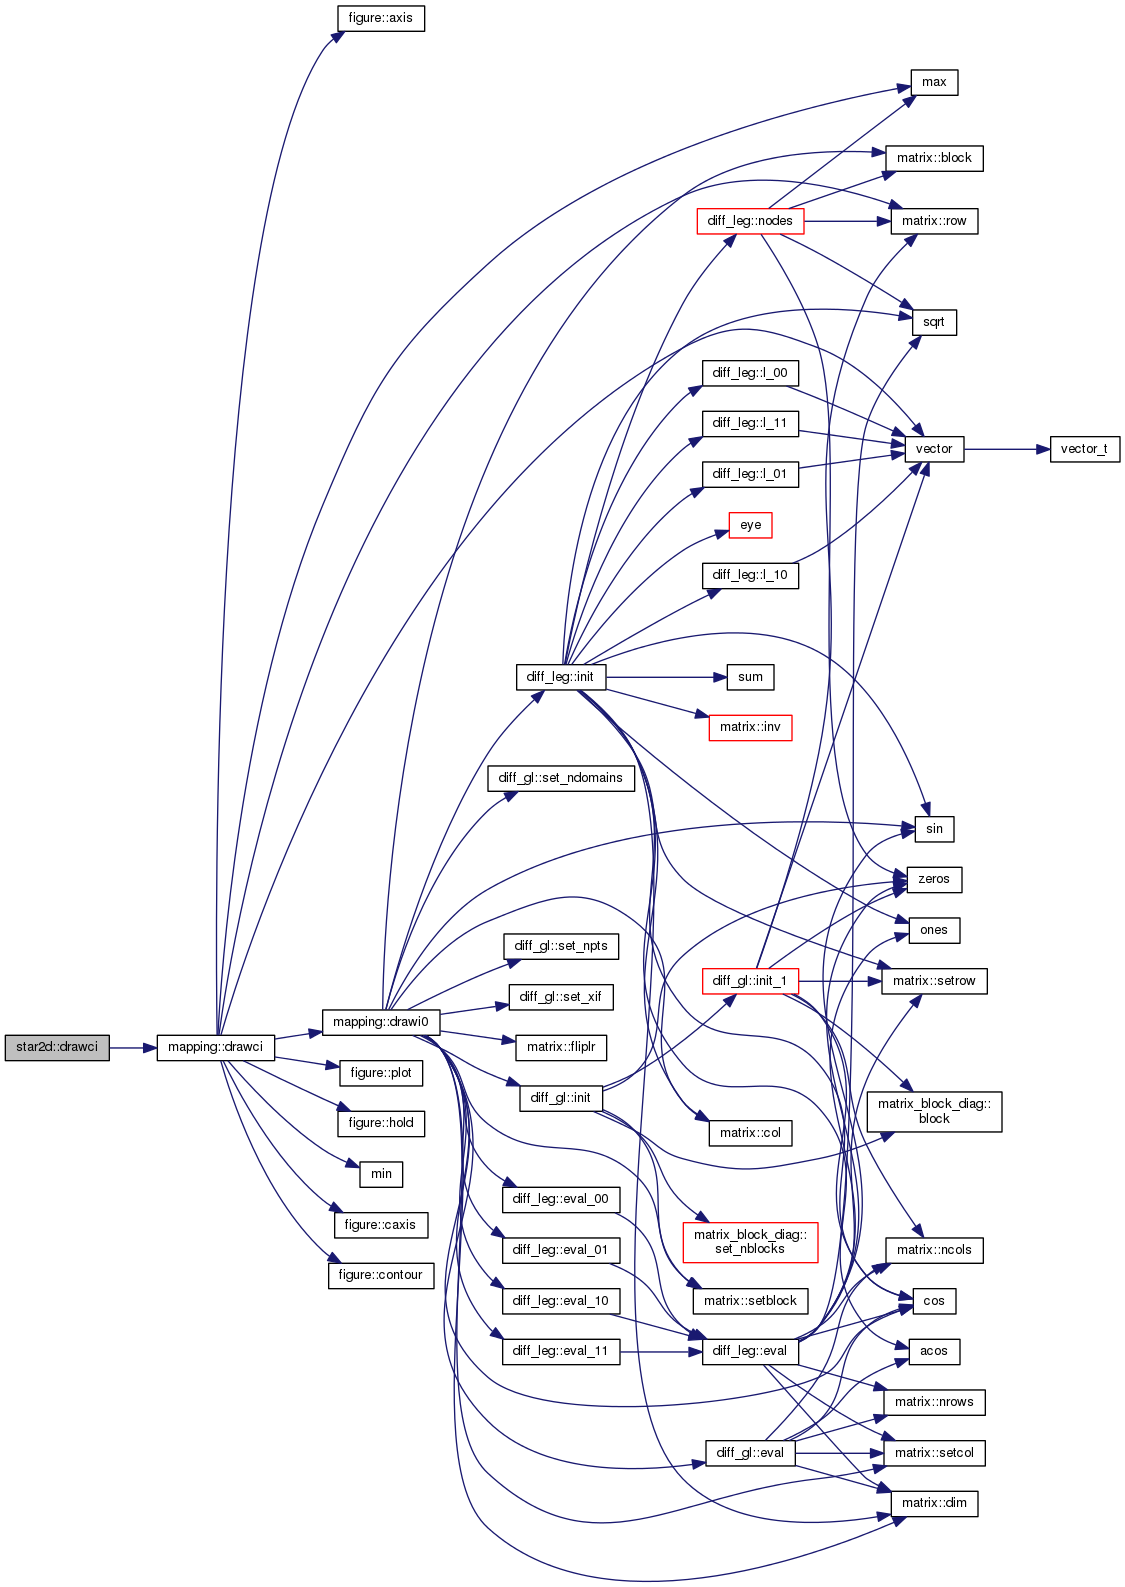 figure::axis
max
matrix::block
diff_leg::nodes
matrix::row
sqrt
diff_leg::l_00
diff_leg::l_11
vector
vector_t
diff_leg::l_01
eye
diff_leg::l_10
diff_leg::init
sum
matrix::inv
diff_gl::set_ndomains
sin
zeros
ones
diff_gl::set_npts
diff_gl::init_1
matrix::setrow
diff_gl::set_xif
mapping::drawi0
star2d::drawci
mapping::drawci
matrix::fliplr
figure::plot
diff_gl::init
matrix_block_diag::
block
figure::hold
matrix::col
min
diff_leg::eval_00
figure::caxis
matrix_block_diag::
set_nblocks
diff_leg::eval_01
matrix::ncols
figure::contour
diff_leg::eval_10
matrix::setblock
cos
diff_leg::eval_11
diff_leg::eval
acos
matrix::nrows
diff_gl::eval
matrix::setcol
matrix::dim